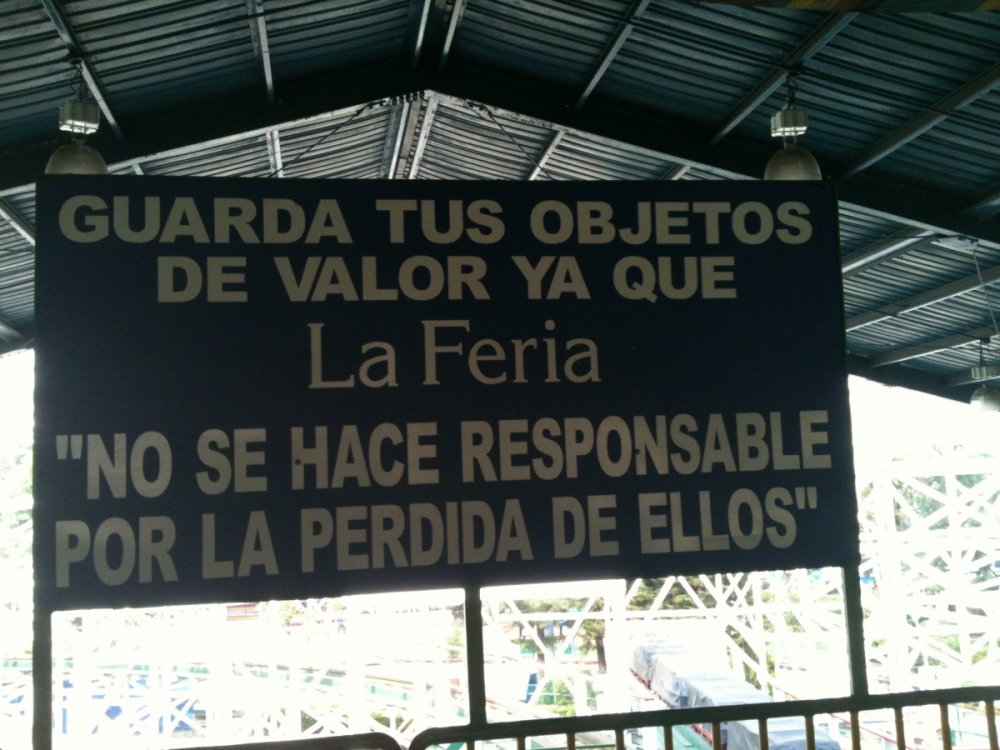 GUARDA TUS OBJETOS
DE VALOR YA QUE
La Feria
"NO SE HACE RESPONSABLE
POR LA PERDIDA DE ELLOS"